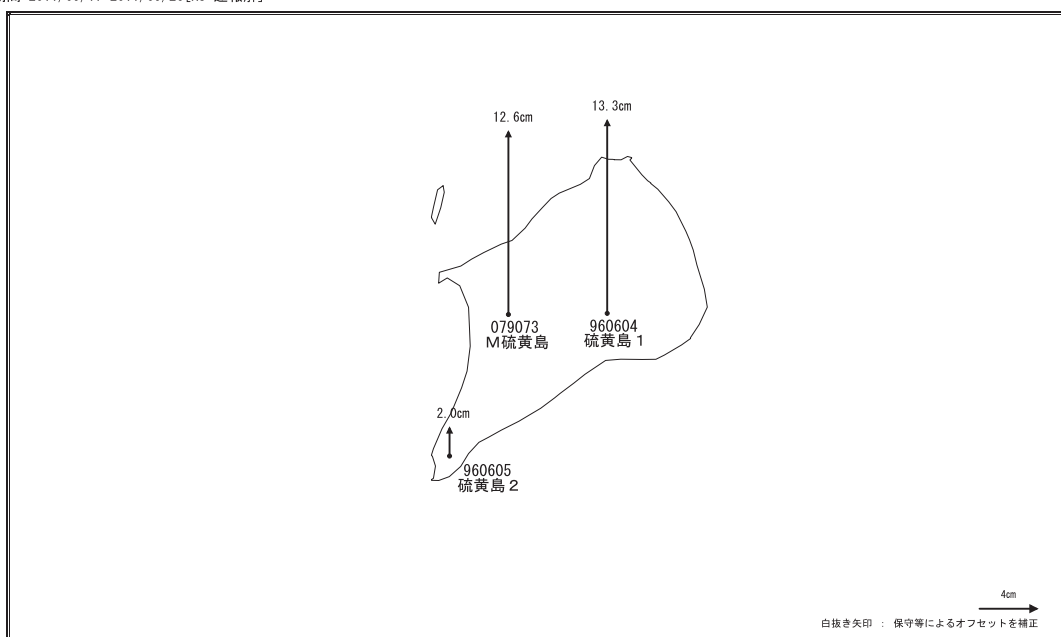 13.3cm
12.6cm
079073
M硫黄島
960604
硫黄島1
2.0cm
960605
硫黄島2
4cm
白抜き矢印 : 保守等によるオフセットを補正